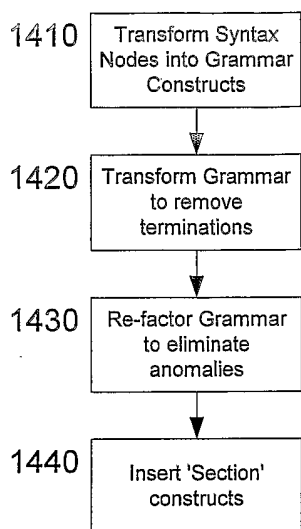 1410
Transform Syntax
Nodes into Grammar
Constructs
1420
Transform Grammar
to remove
terminations
1430
Re-factor Grammar
to eliminate
anomalies
1440
Insert 'Section'
constructs